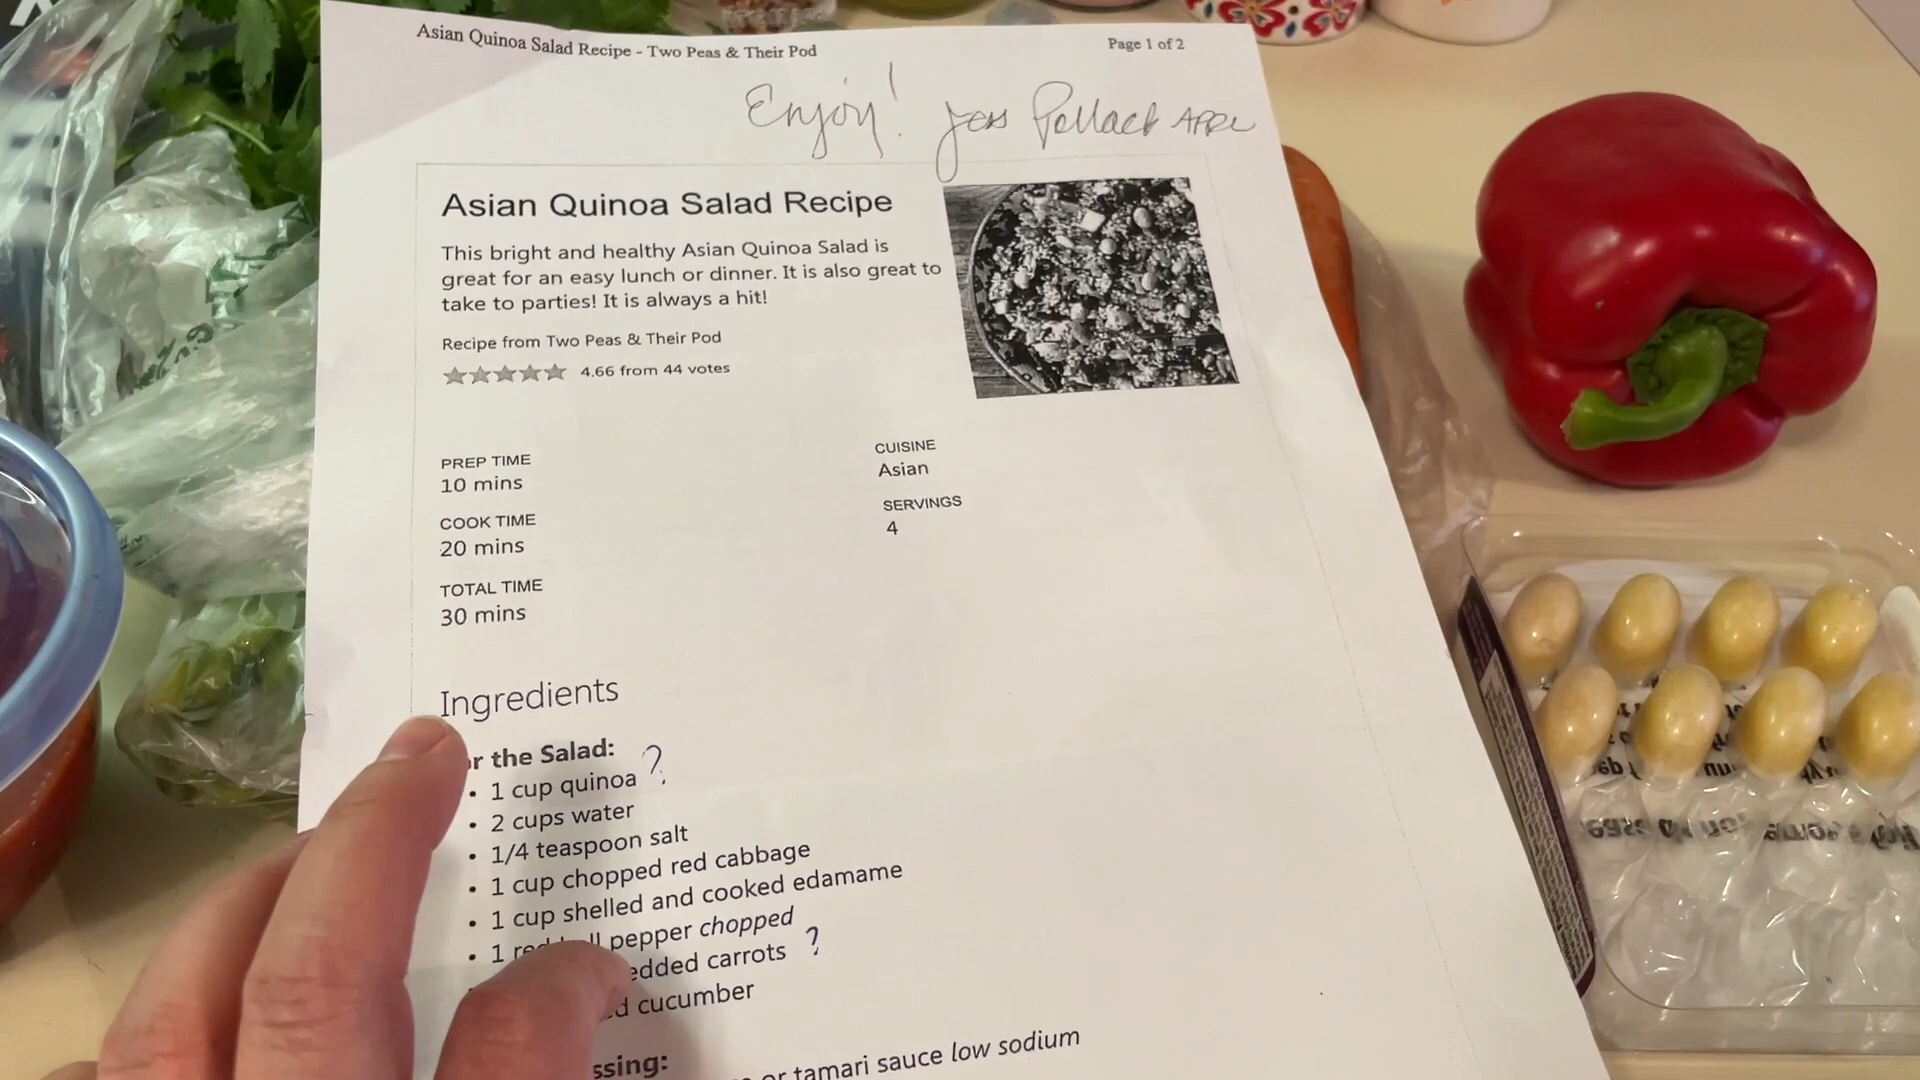 Asian Quinoa Salad Recipe - Two Peas & Their Pod
Page 1 of 2
Enjoy! Jess Pollack APRL
Asian Quinoa Salad Recipe
This bright and healthy Asian Quinoa Salad is
great for an easy lunch or dinner. It is also great to
take to parties! It is always a hit!
Recipe from Two Peas & Their Pod
4.66 from 44 votes
PREP TIME
10 mins
COOK TIME
20 mins
TOTAL TIME
30 mins
CUISINE
Asian
SERVINGS
4
Ingredients
r the Salad:
• 1 cup quinoa ?
• 2 cups water
• 1/4 teaspoon salt
• 1 cup chopped red cabbage
• 1 cup shelled and cooked edamame
• 1 red bell pepper chopped
edded carrots ?
d cucumber
ssing:
or tamari sauce low sodium